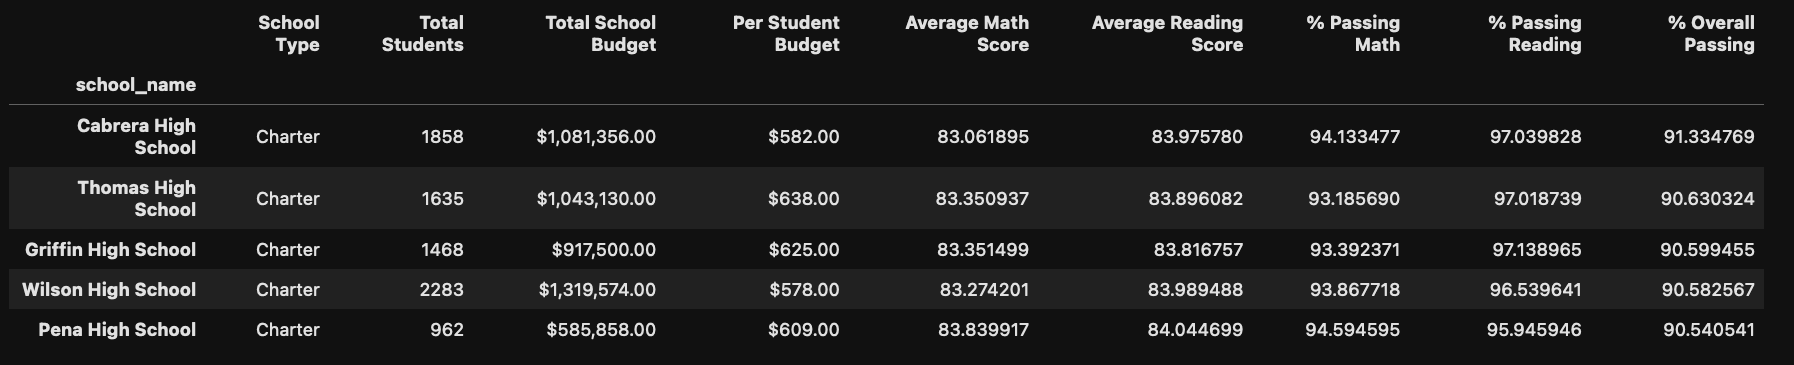 School Type Total Students Total School Budget Per Student Budget Average Math Score Average Reading Score % Passing Math % Passing Reading % Overall Passing
school_name
Cabrera High School Charter 1858 $1,081,356.00 $582.00 83.061895 83.975780 94.133477 97.039828 91.334769
Thomas High School Charter 1635 $1,043,130.00 $638.00 83.350937 83.896082 93.185690 97.018739 90.630324
Griffin High School Charter 1468 $917,500.00 $625.00 83.351499 83.816757 93.392371 97.138965 90.599455
Wilson High School Charter 2283 $1,319,574.00 $578.00 83.274201 83.989488 93.867718 96.539641 90.582567
Pena High School Charter 962 $585,858.00 $609.00 83.839917 84.044699 94.594595 95.945946 90.540541